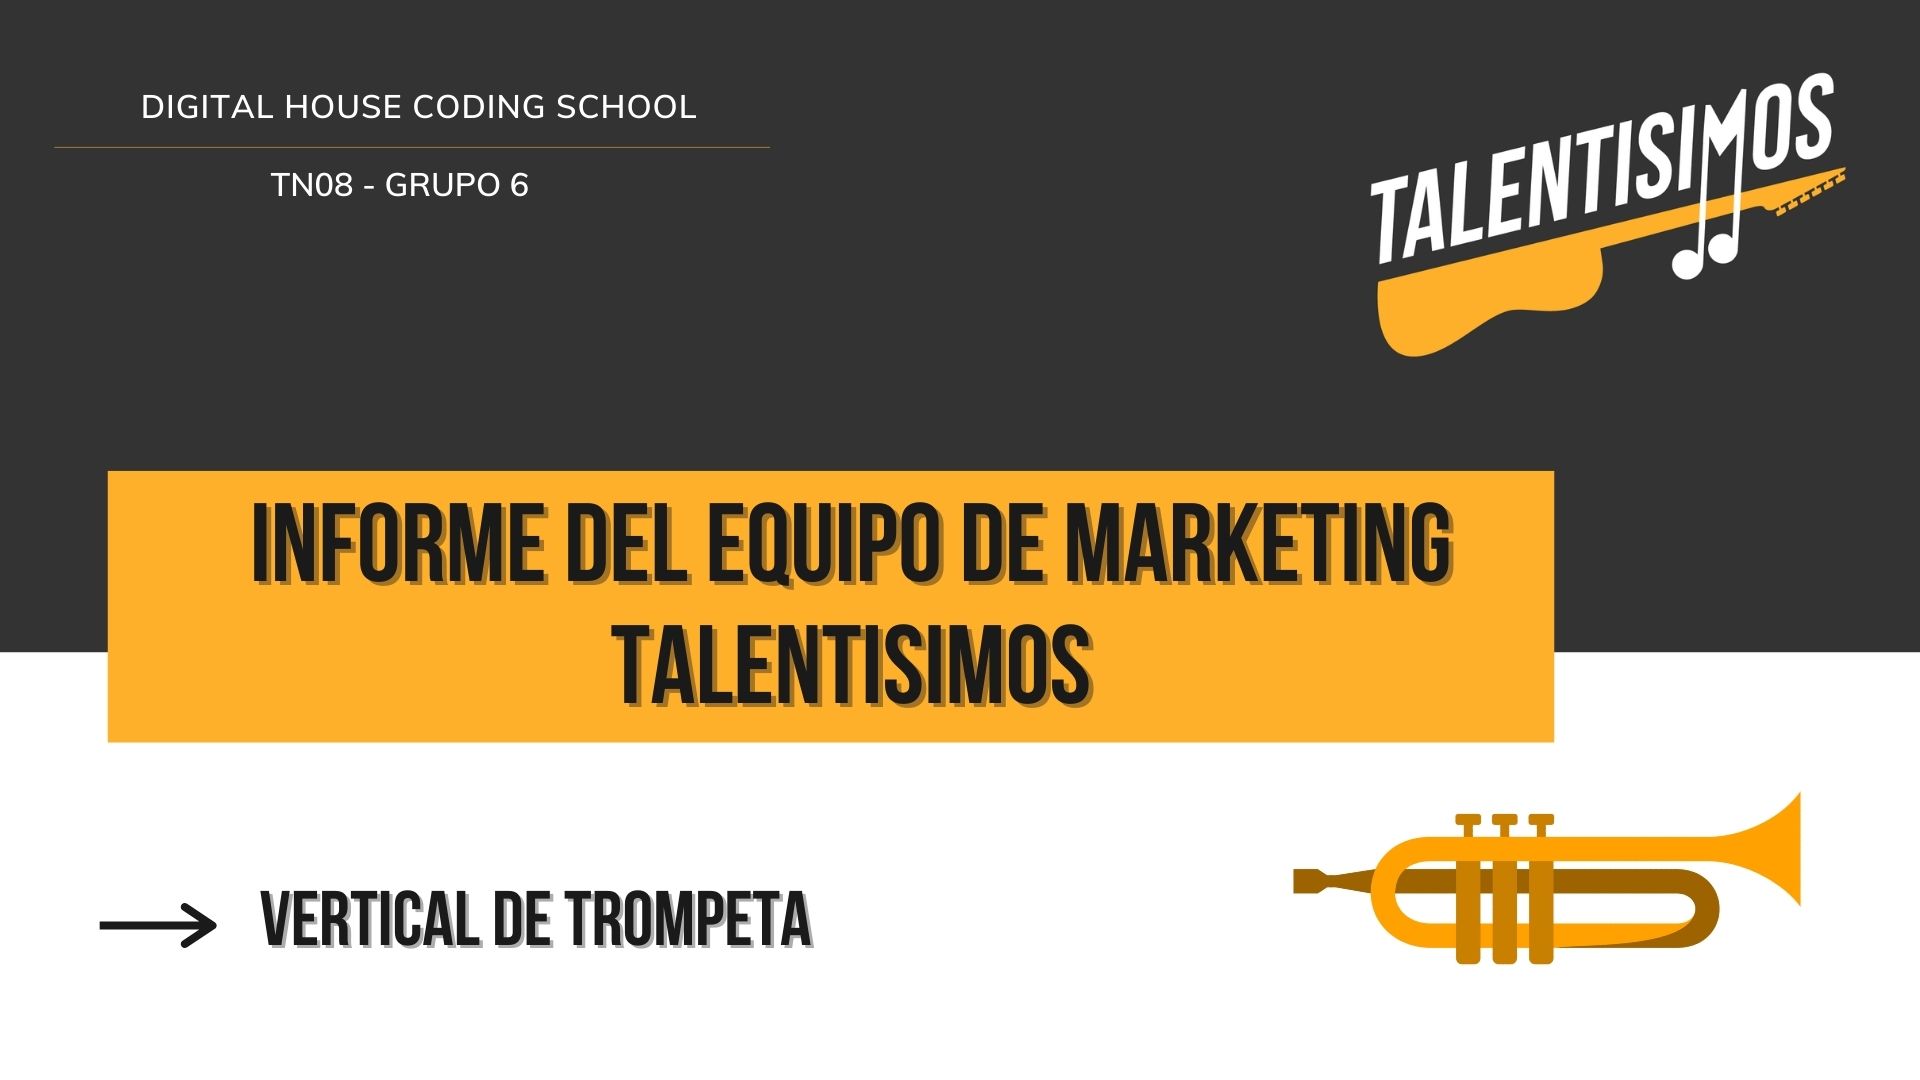 DIGITAL HOUSE CODING SCHOOL
TN08 - GRUPO 6
TALENTISIMOS
INFORME DEL EQUIPO DE MARKETING
TALENTISIMOS
VERTICAL DE TROMPETA